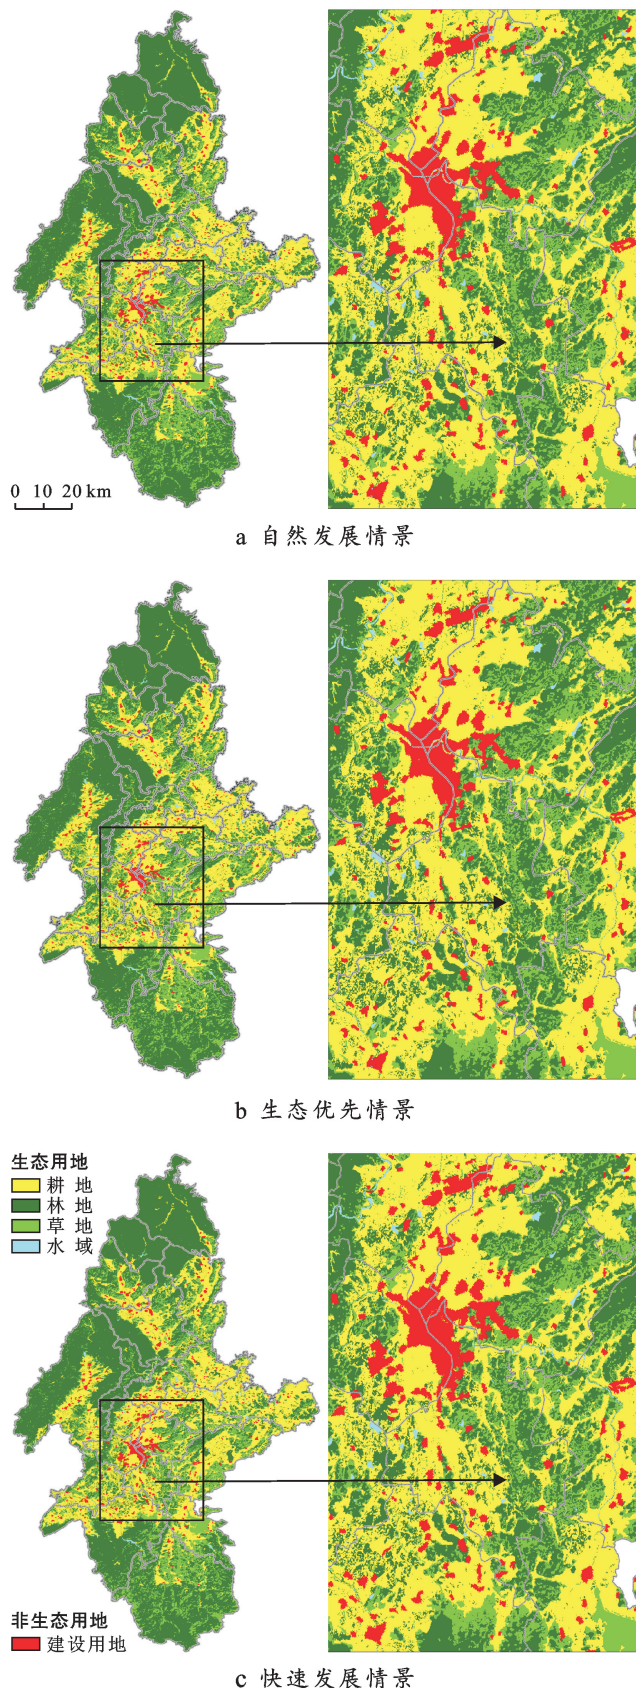 0 10 20 km
a 自然发展情景
b 生态优先情景
生态用地
耕 地
林 地
草 地
水 域
非生态用地
建设用地
c 快速发展情景